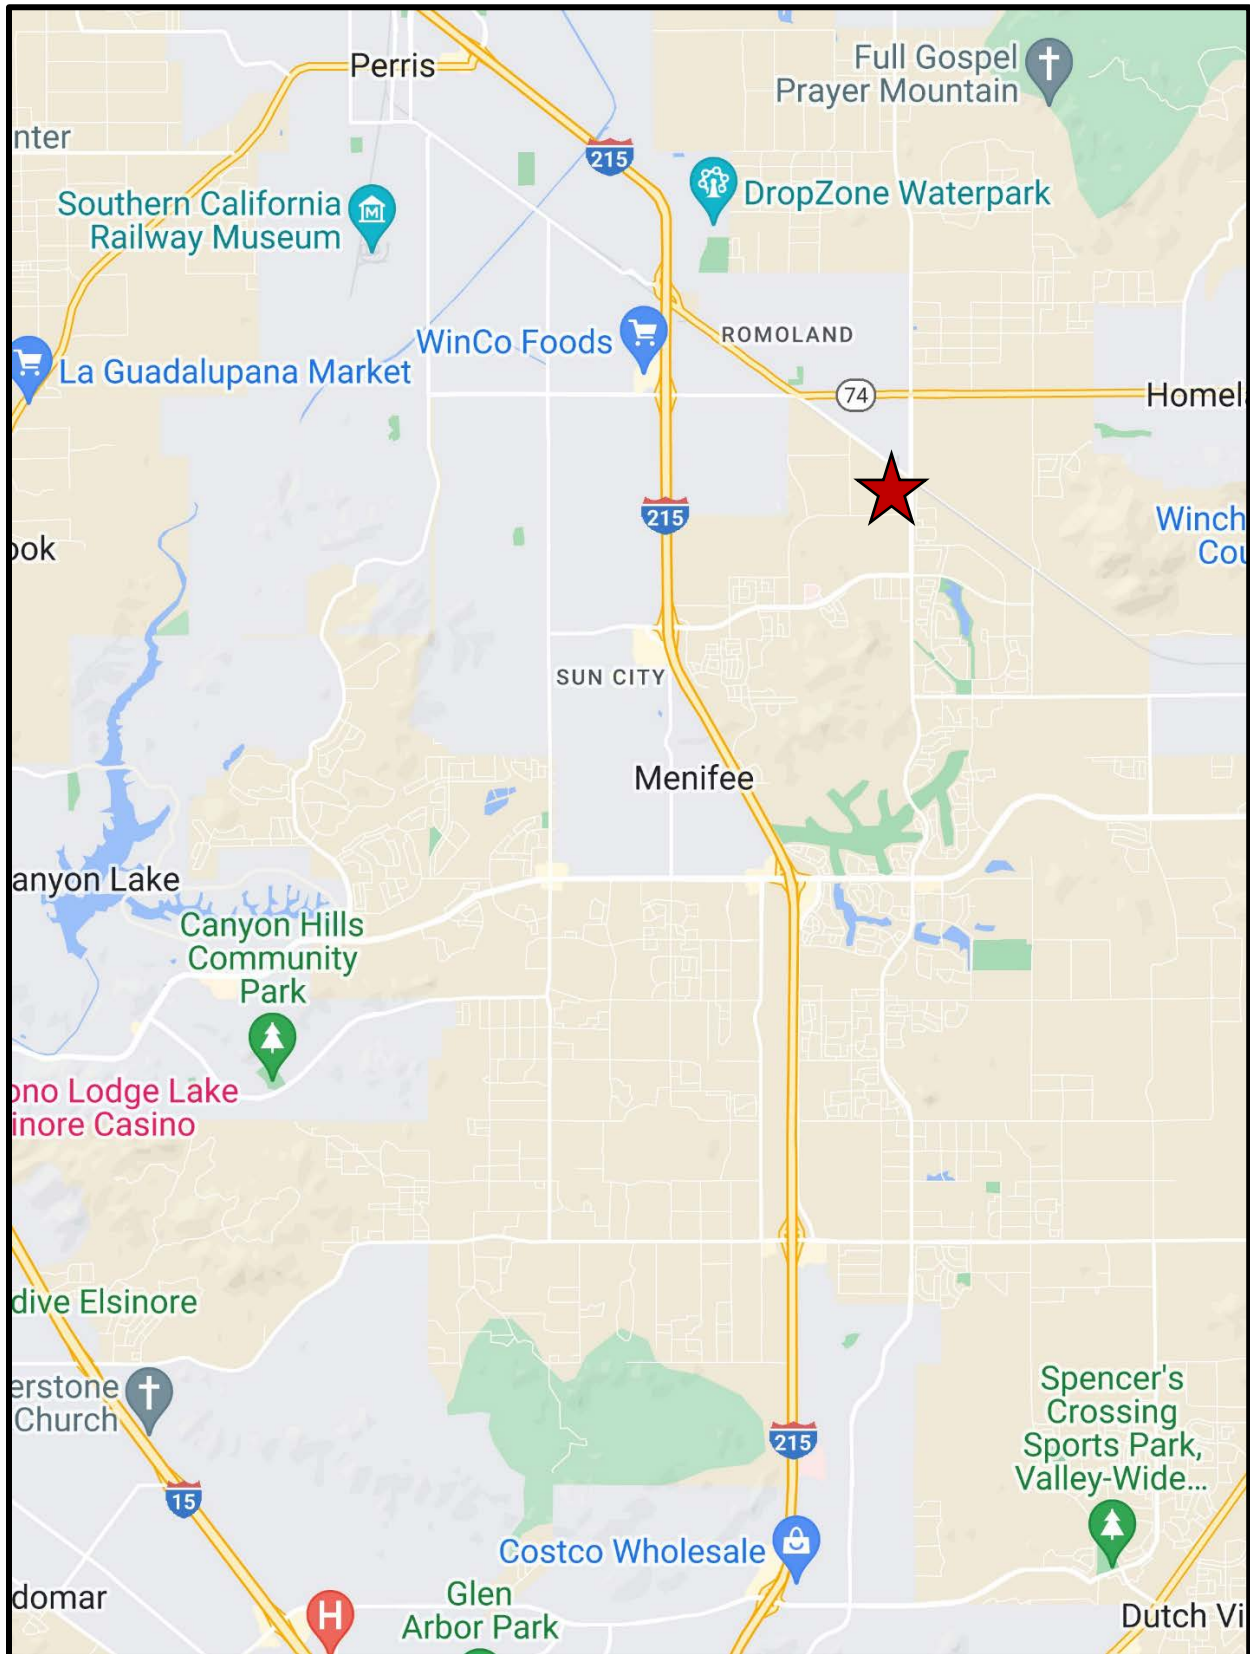 Perris
Full Gospel
Prayer Mountain
nter
215
DropZone Waterpark
Southern California
Railway Museum
M
WinCo Foods
ROMOLAND
La Guadalupana Market
74
Homel
215
Winch
Cou
ook
SUN CITY
Menifee
anyon Lake
Canyon Hills
Community
Park
ono Lodge Lake
inore Casino
dive Elsinore
erstone
Church
Spencer's
Crossing
Sports Park,
Valley-Wide...
215
15
Costco Wholesale
domar
H
Glen
Arbor Park
Dutch Vi